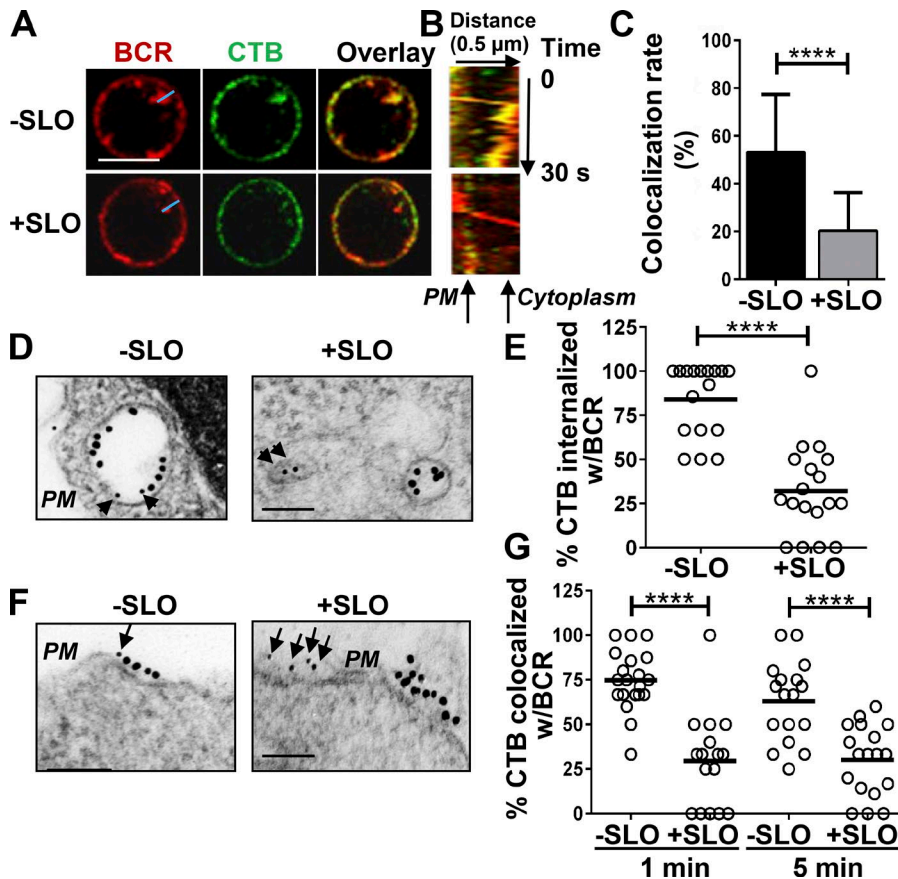 A
BCR
CTB
Overlay
-SLO
+SLO
B
Distance
(0.5 µm)
Time
0
30 s
PM
Cytoplasm
C
Colocalization rate
(%)
100
80
60
40
20
0
****
-SLO
+SLO
D
-SLO
+SLO
PM
E
% CTB internalized
w/BCR
125
100
75
50
25
0
****
-SLO
+SLO
F
-SLO
+SLO
PM
PM
G
% CTB colocalized
w/BCR
125
100
75
50
25
0
****
****
-SLO +SLO -SLO +SLO
1 min
5 min